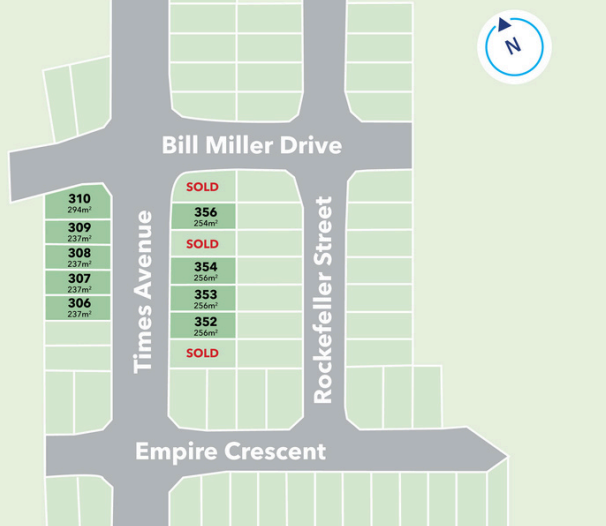 N
Bill Miller Drive
SOLD
310
294m²
356
254m²
309
237m²
SOLD
308
237m²
354
256m²
307
237m²
353
256m²
306
237m²
352
256m²
SOLD
Times Avenue
Rockefeller Street
Empire Crescent